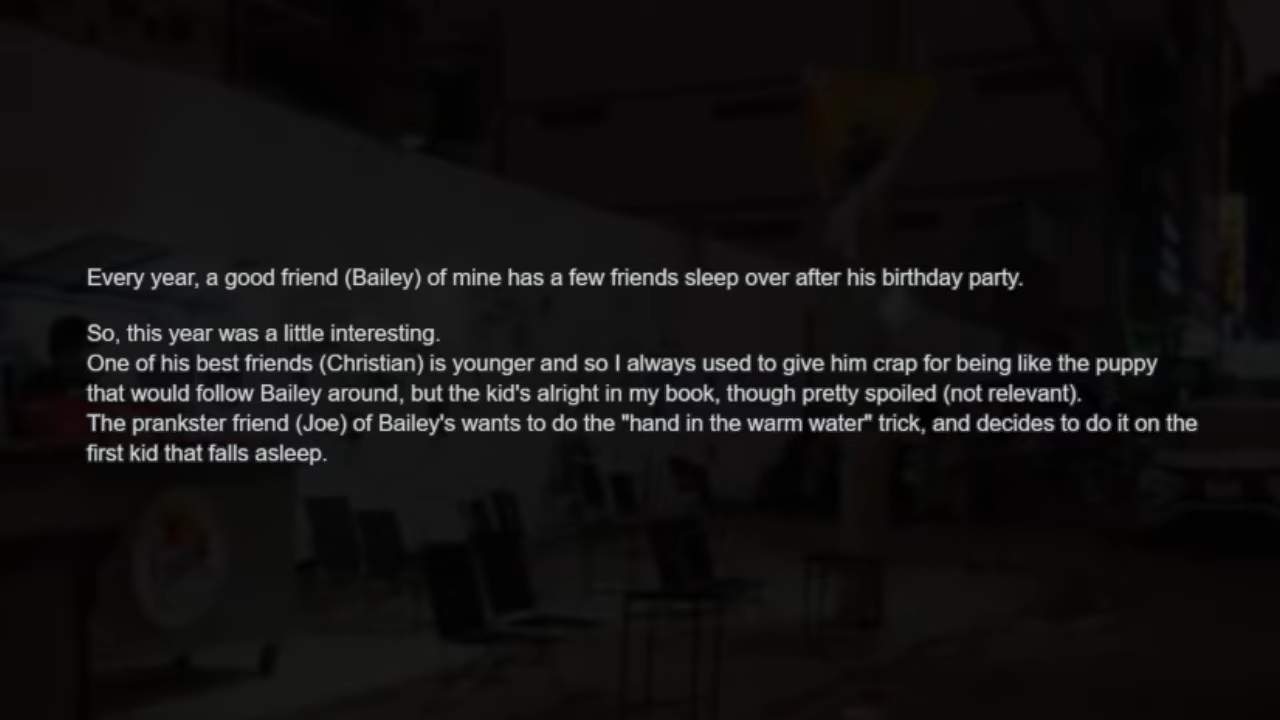 Every year, a good friend (Bailey) of mine has a few friends sleep over after his birthday party.
So, this year was a little interesting.
One of his best friends (Christian) is younger and so I always used to give him crap for being like the puppy
that would follow Bailey around, but the kid's alright in my book, though pretty spoiled (not relevant).
The prankster friend (Joe) of Bailey's wants to do the "hand in the warm water" trick, and decides to do it on the
first kid that falls asleep.